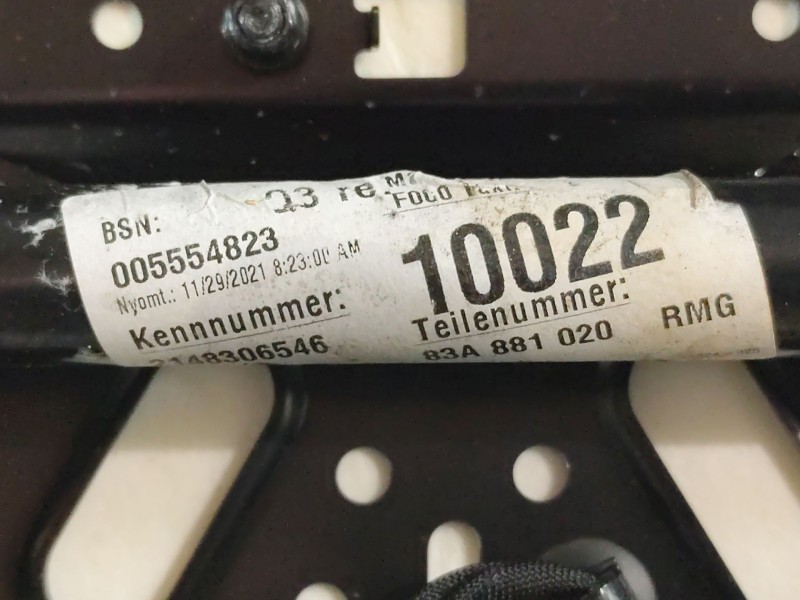 Q3 re.
BSN:
005554823
Nyomt.: 11/29/2021 8:23:00 AM
Kennnummer:
2148306546
10022
Teilenummer:
83A 881 020
RMG